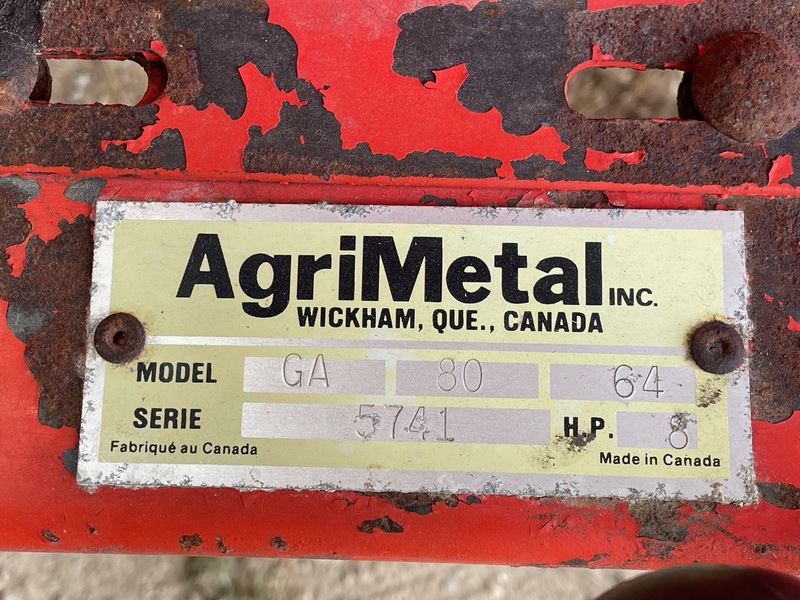 AgriMetal INC.
WICKHAM, QUE., CANADA
MODEL GA 80 64
SERIE 5741 H.P. 8
Fabriqué au Canada Made in Canada